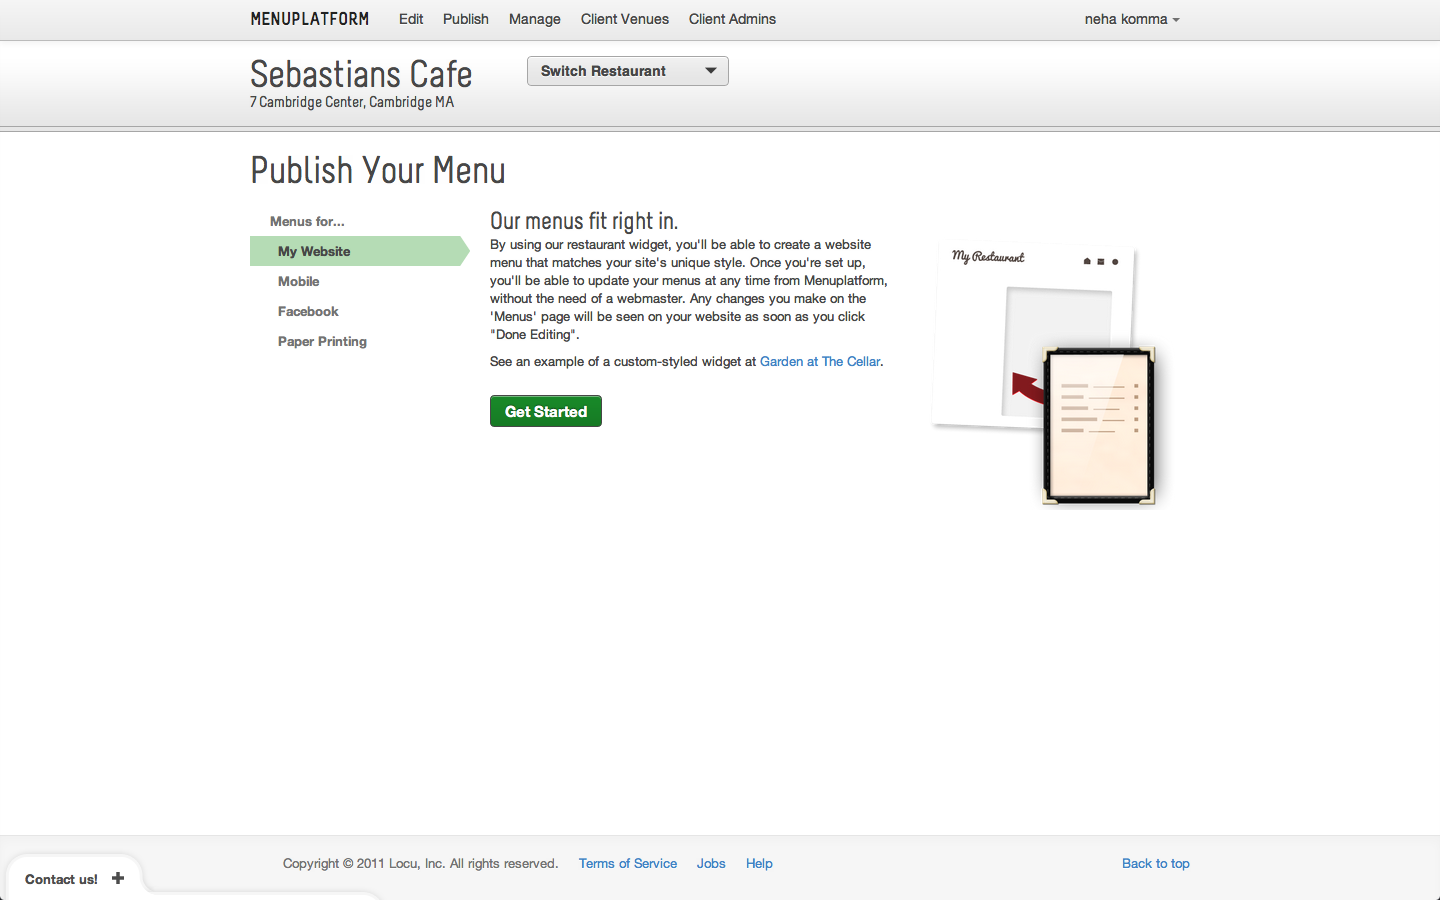 MENUPLATFORM Edit Publish Manage Client Venues Client Admins neha komma
Sebastians Cafe
Switch Restaurant
7 Cambridge Center, Cambridge MA
Publish Your Menu
Menus for...
My Website
Mobile
Facebook
Paper Printing
Our menus fit right in.
By using our restaurant widget, you'll be able to create a website
menu that matches your site's unique style. Once you're set up,
you'll be able to update your menus at any time from Menuplatform,
without the need of a webmaster. Any changes you make on the
'Menus' page will be seen on your website as soon as you click
"Done Editing".
See an example of a custom-styled widget at Garden at The Cellar.
Get Started
My Restaurant
Copyright © 2011 Locu, Inc. All rights reserved. Terms of Service Jobs Help Back to top
Contact us! +